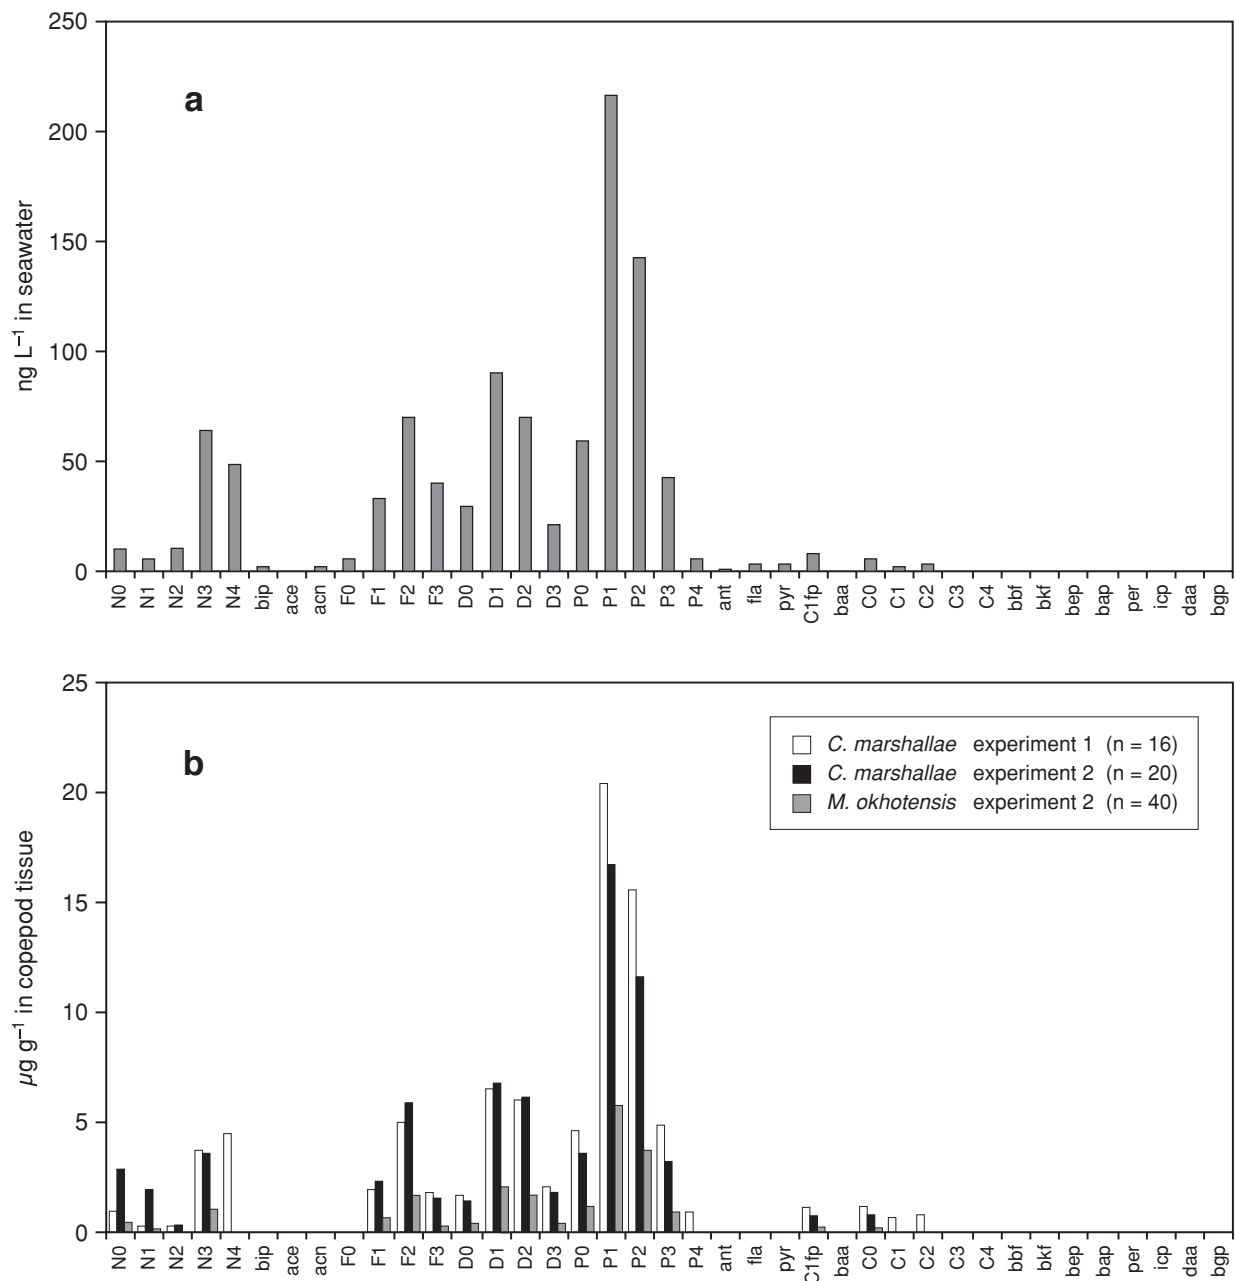 250
200
150
100
50
0
ng L–1 in seawater
a
N0 N1 N2 N3 N4 bip ace acn F0 F1 F2 F3 D0 D1 D2 D3 P0 P1 P2 P3 P4 ant fla pyr C1fp baa C0 C1 C2 C3 C4 bbf bkf bep bap per icp daa bgp
25
20
15
10
5
0
µg g–1 in copepod tissue
b
C. marshallae experiment 1 (n = 16)
C. marshallae experiment 2 (n = 20)
M. okhotensis experiment 2 (n = 40)
N0 N1 N2 N3 N4 bip ace acn F0 F1 F2 F3 D0 D1 D2 D3 P0 P1 P2 P3 P4 ant fla pyr C1fp baa C0 C1 C2 C3 C4 bbf bkf bep bap per icp daa bgp